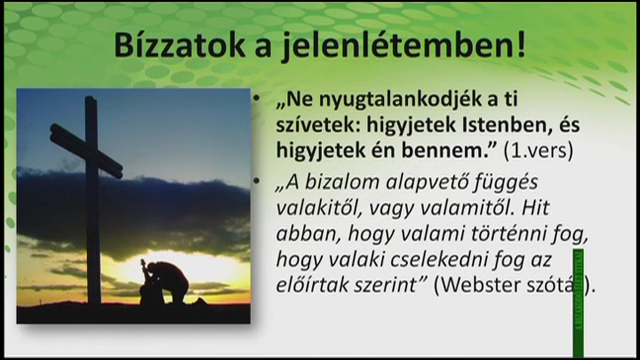 Bízzatok a jelenlétemben!
• „Ne nyugtalankodjék a ti
szívetek: higyjetek Istenben, és
higyjetek én bennem.” (1.vers)
• „A bizalom alapvető függés
valakitől, vagy valamitől. Hit
abban, hogy valami történni fog,
hogy valaki cselekedni fog az
előírtak szerint” (Webster